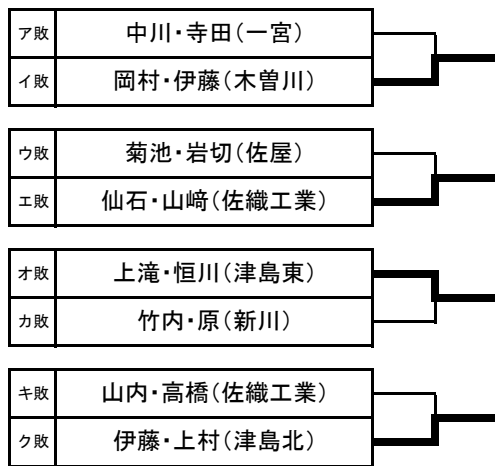 ア敗 中川・寺田(一宮)
イ敗 岡村・伊藤(木曽川)
ウ敗 菊池・岩切(佐屋)
エ敗 仙石・山﨑(佐織工業)
オ敗 上滝・恒川(津島東)
カ敗 竹内・原(新川)
キ敗 山内・高橋(佐織工業)
ク敗 伊藤・上村(津島北)